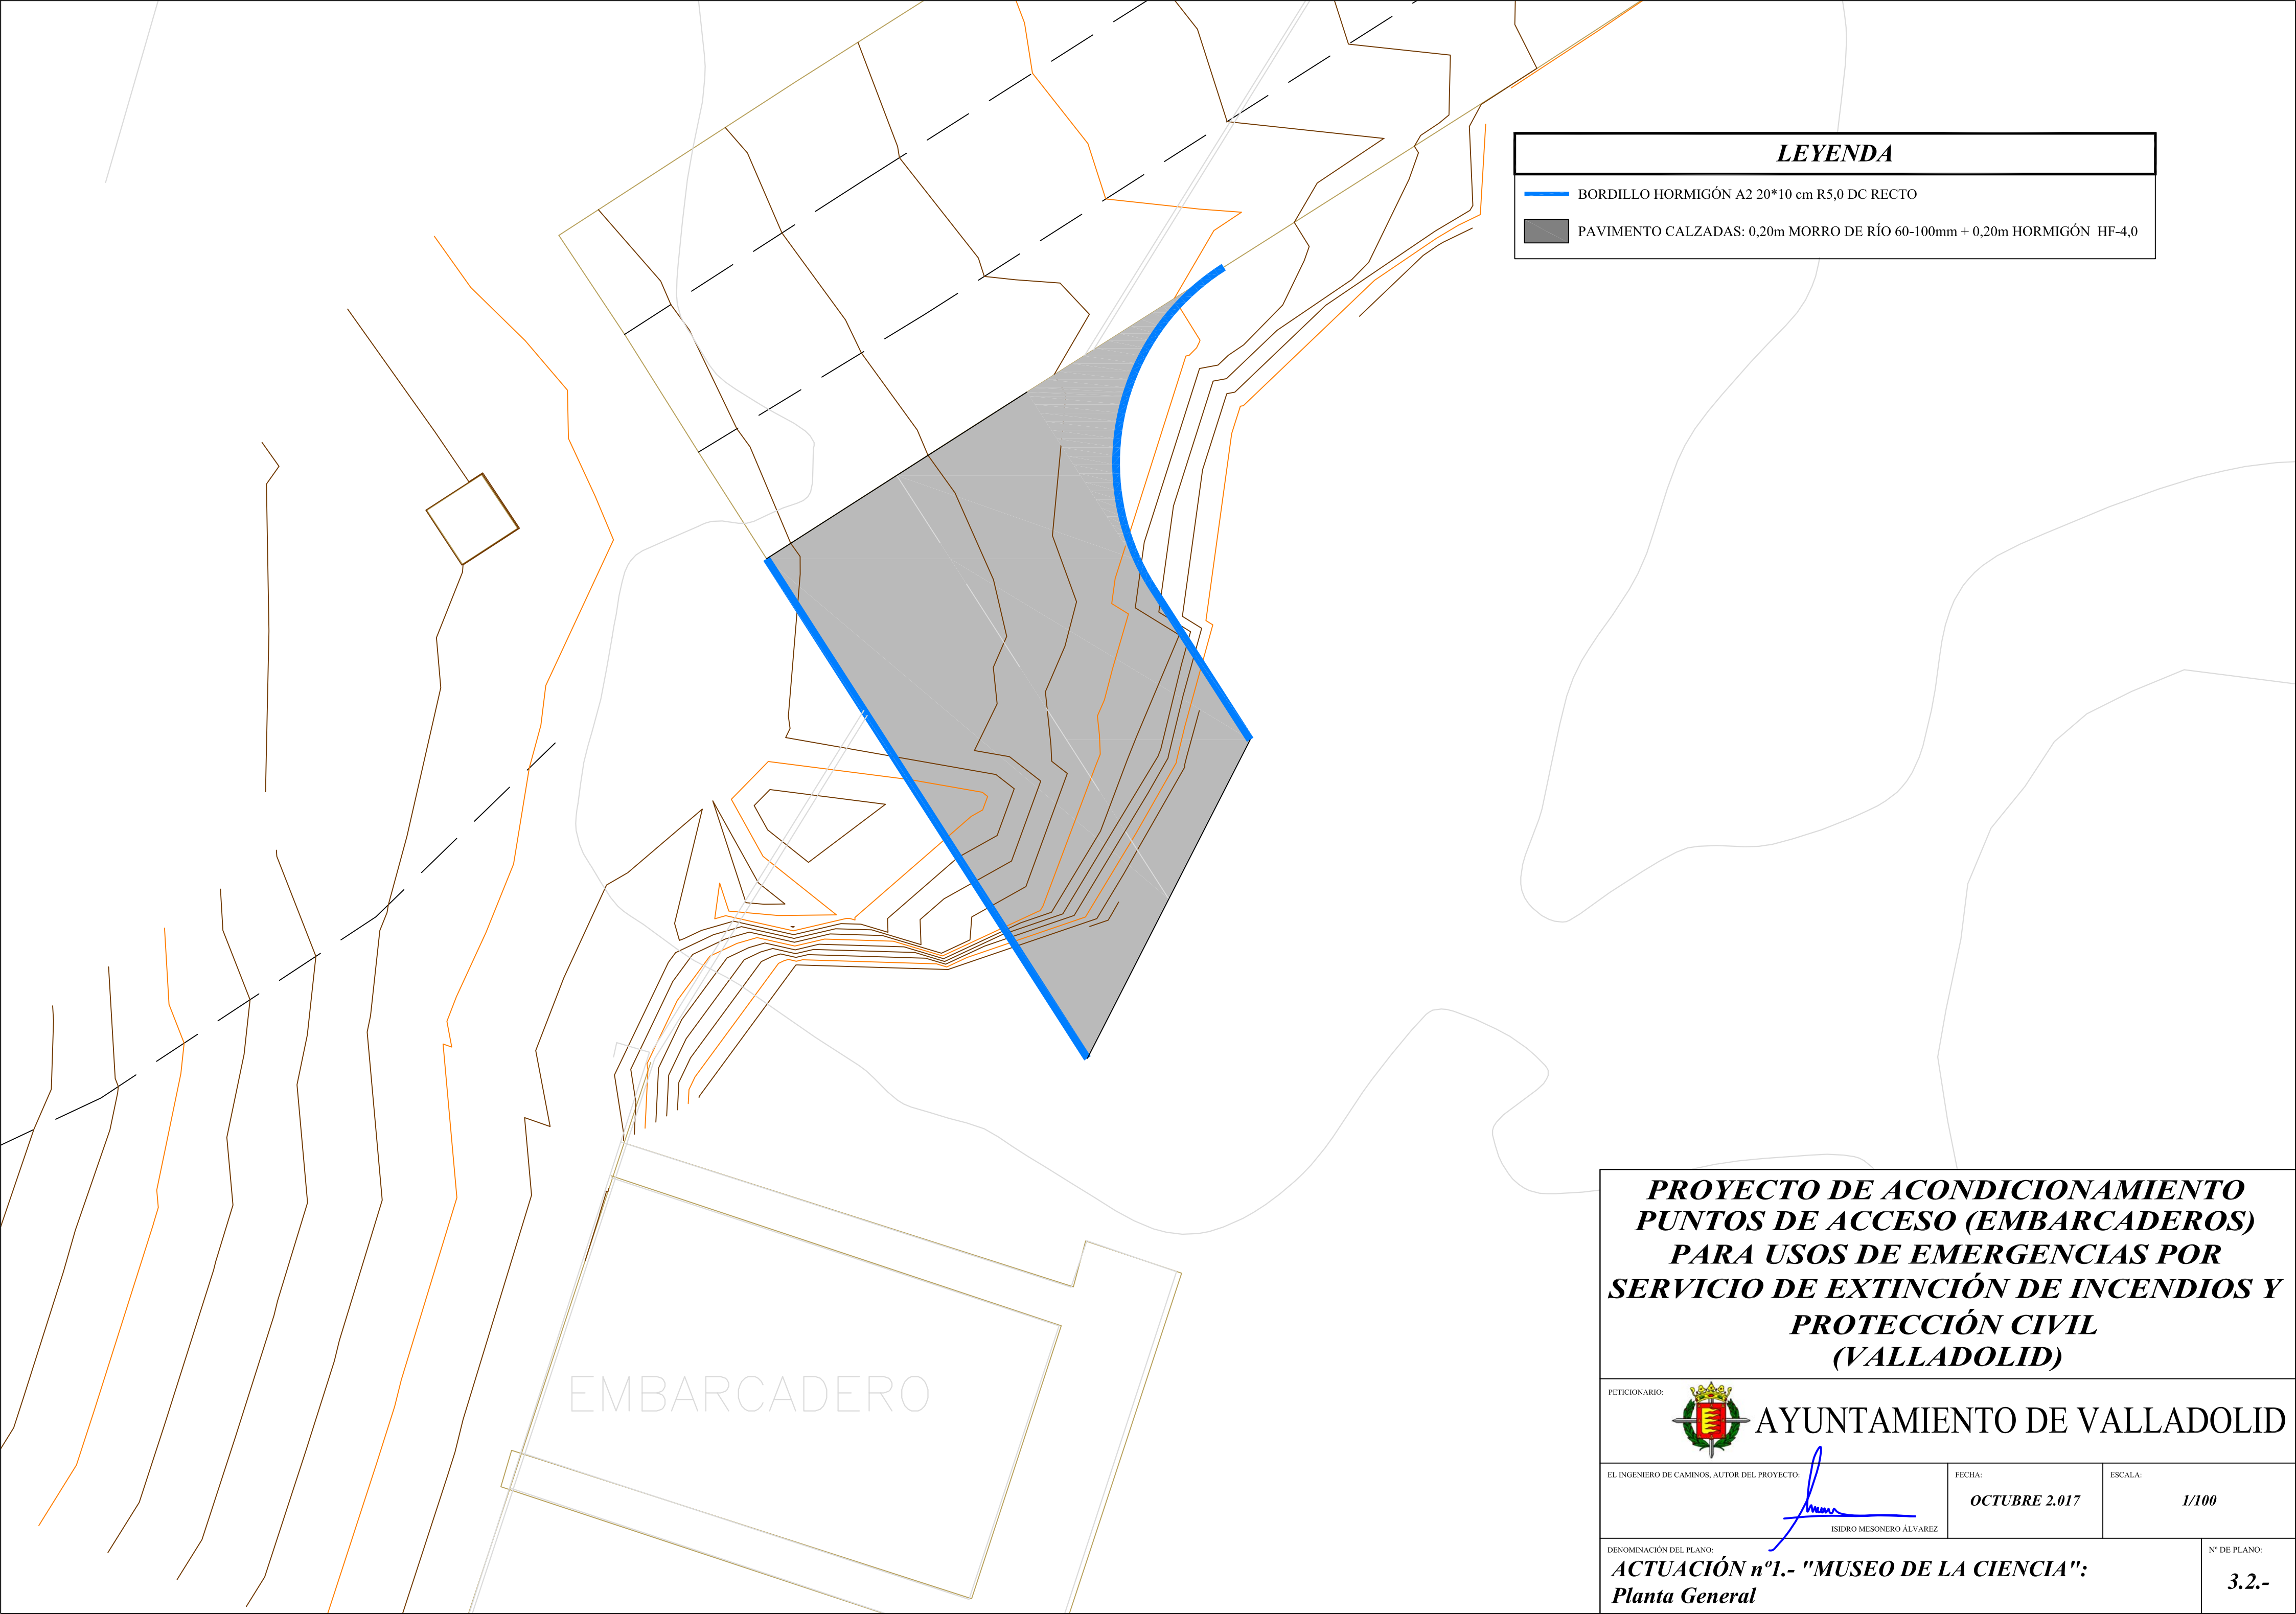 LEYENDA
BORDILLO HORMIGÓN A2 20*10 cm R5,0 DC RECTO
PAVIMENTO CALZADAS: 0,20m MORRO DE RÍO 60-100mm + 0,20m HORMIGÓN HF-4,0
EMBARCADERO
PROYECTO DE ACONDICIONAMIENTO
PUNTOS DE ACCESO (EMBARCADEROS)
PARA USOS DE EMERGENCIAS POR
SERVICIO DE EXTINCIÓN DE INCENDIOS Y
PROTECCIÓN CIVIL
(VALLADOLID)
PETICIONARIO:
AYUNTAMIENTO DE VALLADOLID
EL INGENIERO DE CAMINOS, AUTOR DEL PROYECTO:
ISIDRO MESONERO ÁLVAREZ
FECHA:
OCTUBRE 2.017
ESCALA:
1/100
DENOMINACIÓN DEL PLANO:
ACTUACIÓN nº1.- "MUSEO DE LA CIENCIA":
Planta General
Nº DE PLANO:
3.2.-